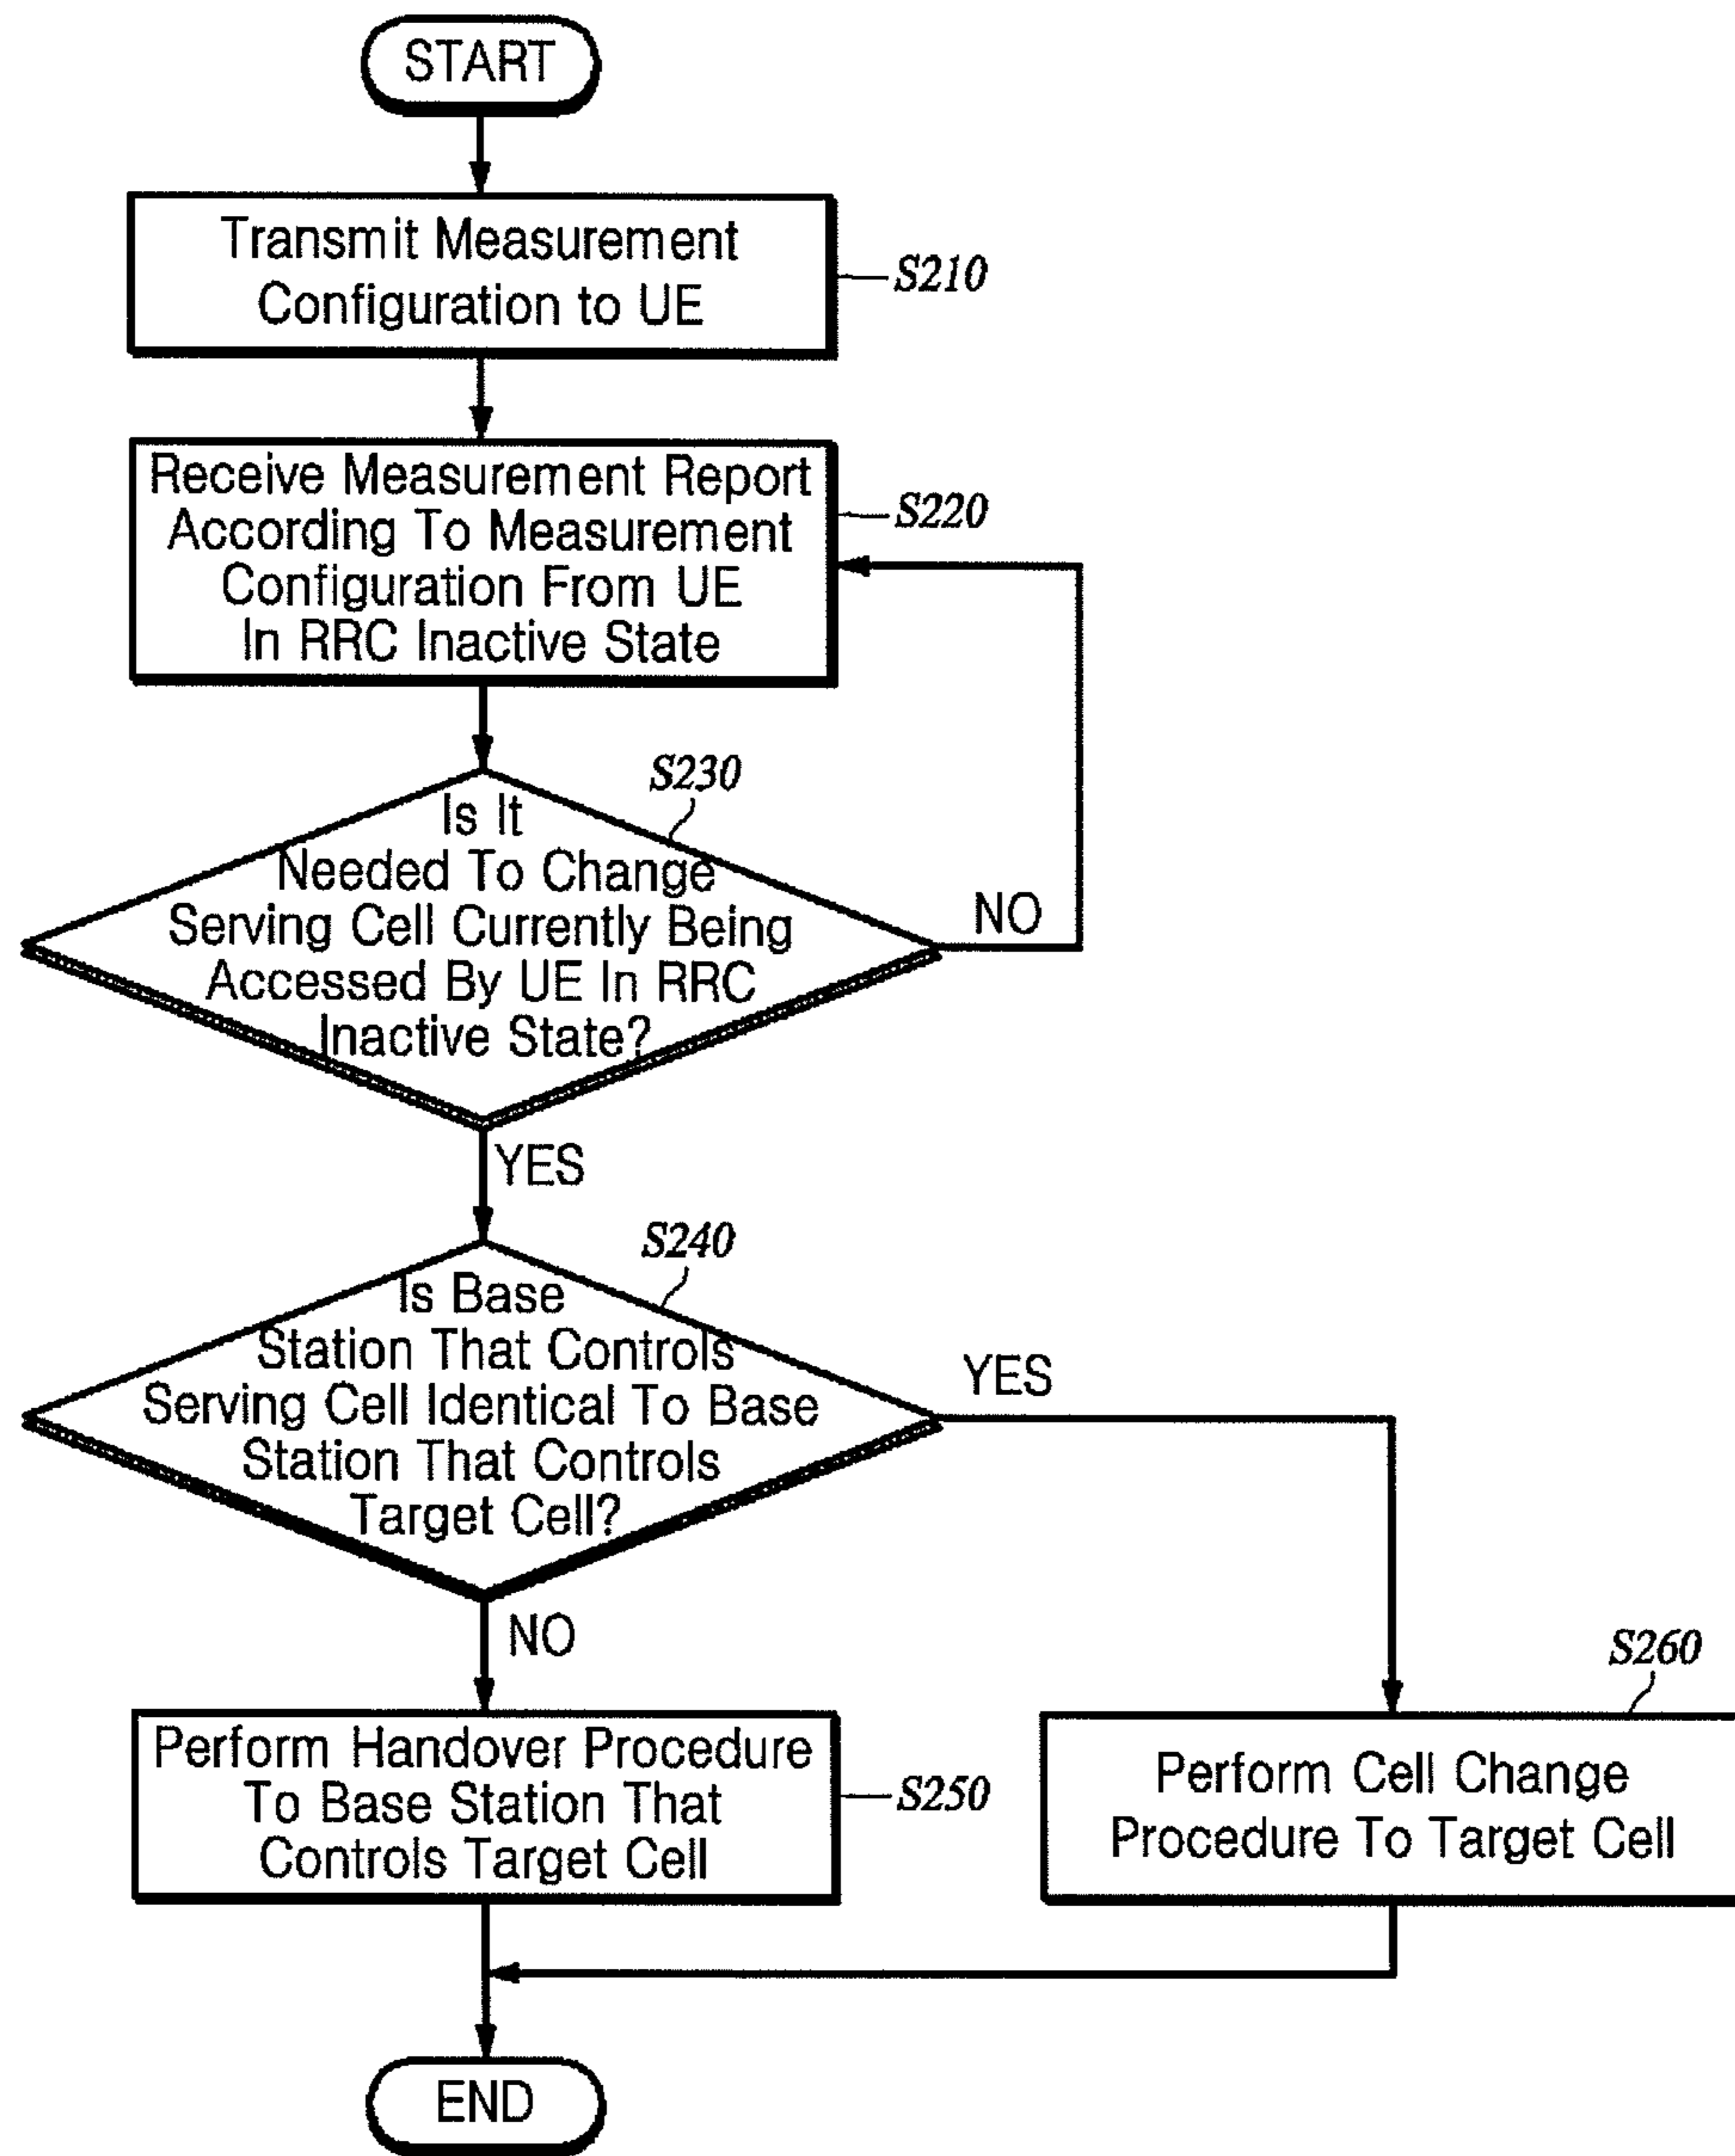 START
Transmit Measurement
Configuration to UE
S210
Receive Measurement Report
According To Measurement
Configuration From UE
In RRC Inactive State
S220
S230
Is It
Needed To Change
Serving Cell Currently Being
Accessed By UE In RRC
Inactive State?
NO
YES
S240
Is Base
Station That Controls
Serving Cell Identical To Base
Station That Controls
Target Cell?
YES
NO
Perform Handover Procedure
To Base Station That
Controls Target Cell
S250
S260
Perform Cell Change
Procedure To Target Cell
END